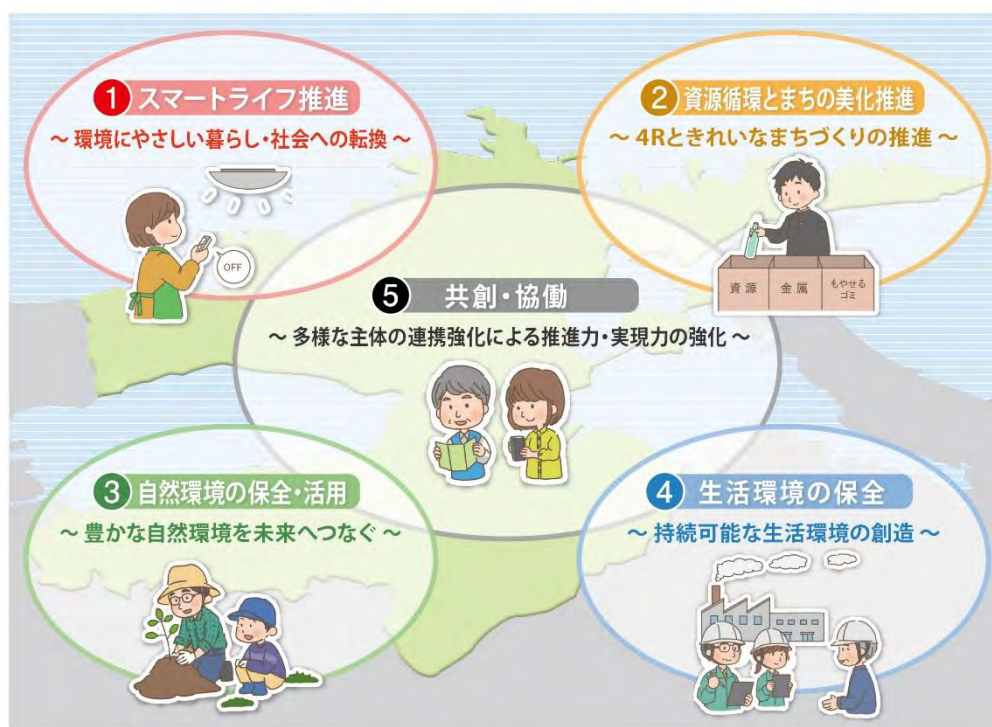 1 スマートライフ推進
～ 環境にやさしい暮らし・社会への転換 ～
OFF
2 資源循環とまちの美化推進
～ 4Rときれいなまちづくりの推進 ～
資源
金属
もやせる
ゴミ
5 共創・協働
～ 多様な主体の連携強化による推進力・実現力の強化 ～
3 自然環境の保全・活用
～ 豊かな自然環境を未来へつなぐ ～
4 生活環境の保全
～ 持続可能な生活環境の創造 ～